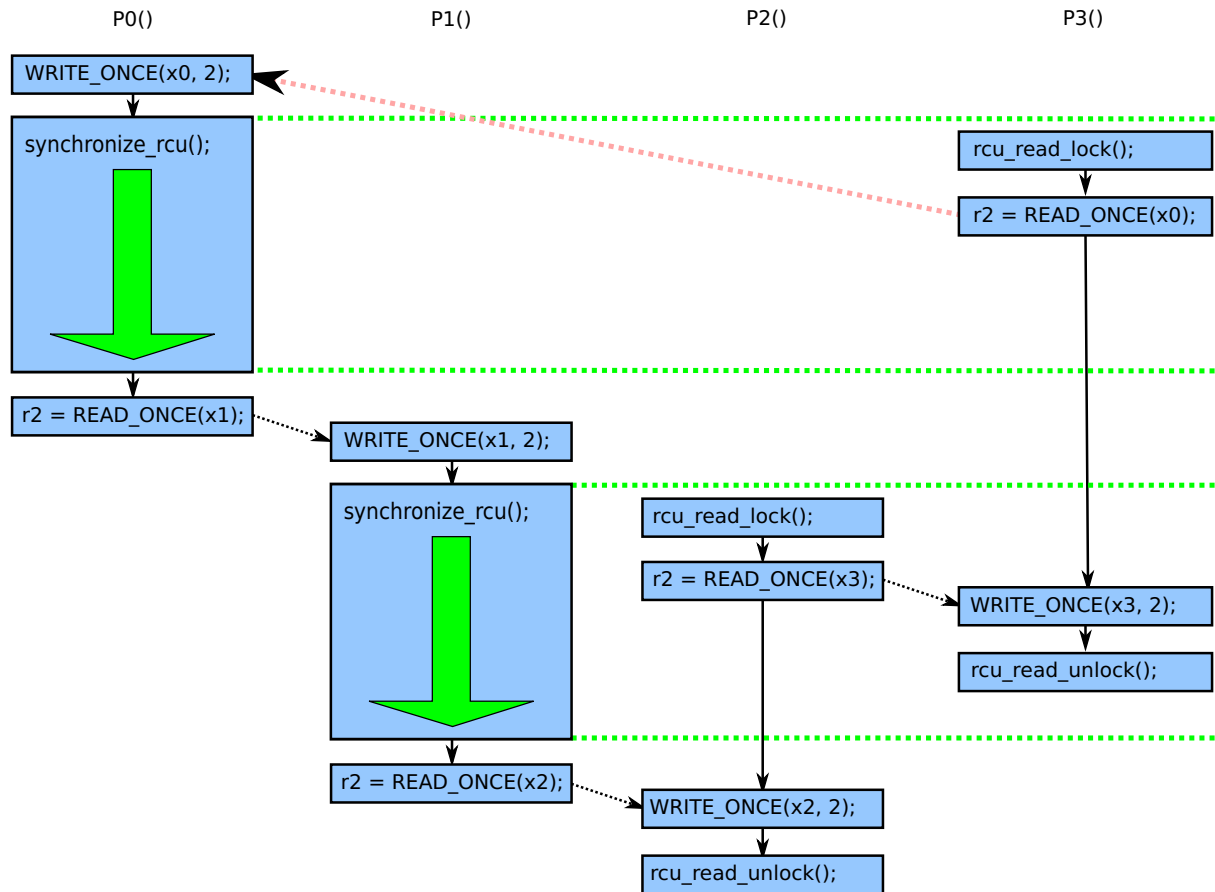 P0()
P1()
P2()
P3()
WRITE_ONCE(x0, 2);
synchronize_rcu();
rcu_read_lock();
r2 = READ_ONCE(x0);
r2 = READ_ONCE(x1);
WRITE_ONCE(x1, 2);
synchronize_rcu();
rcu_read_lock();
r2 = READ_ONCE(x3);
WRITE_ONCE(x3, 2);
rcu_read_unlock();
r2 = READ_ONCE(x2);
WRITE_ONCE(x2, 2);
rcu_read_unlock();